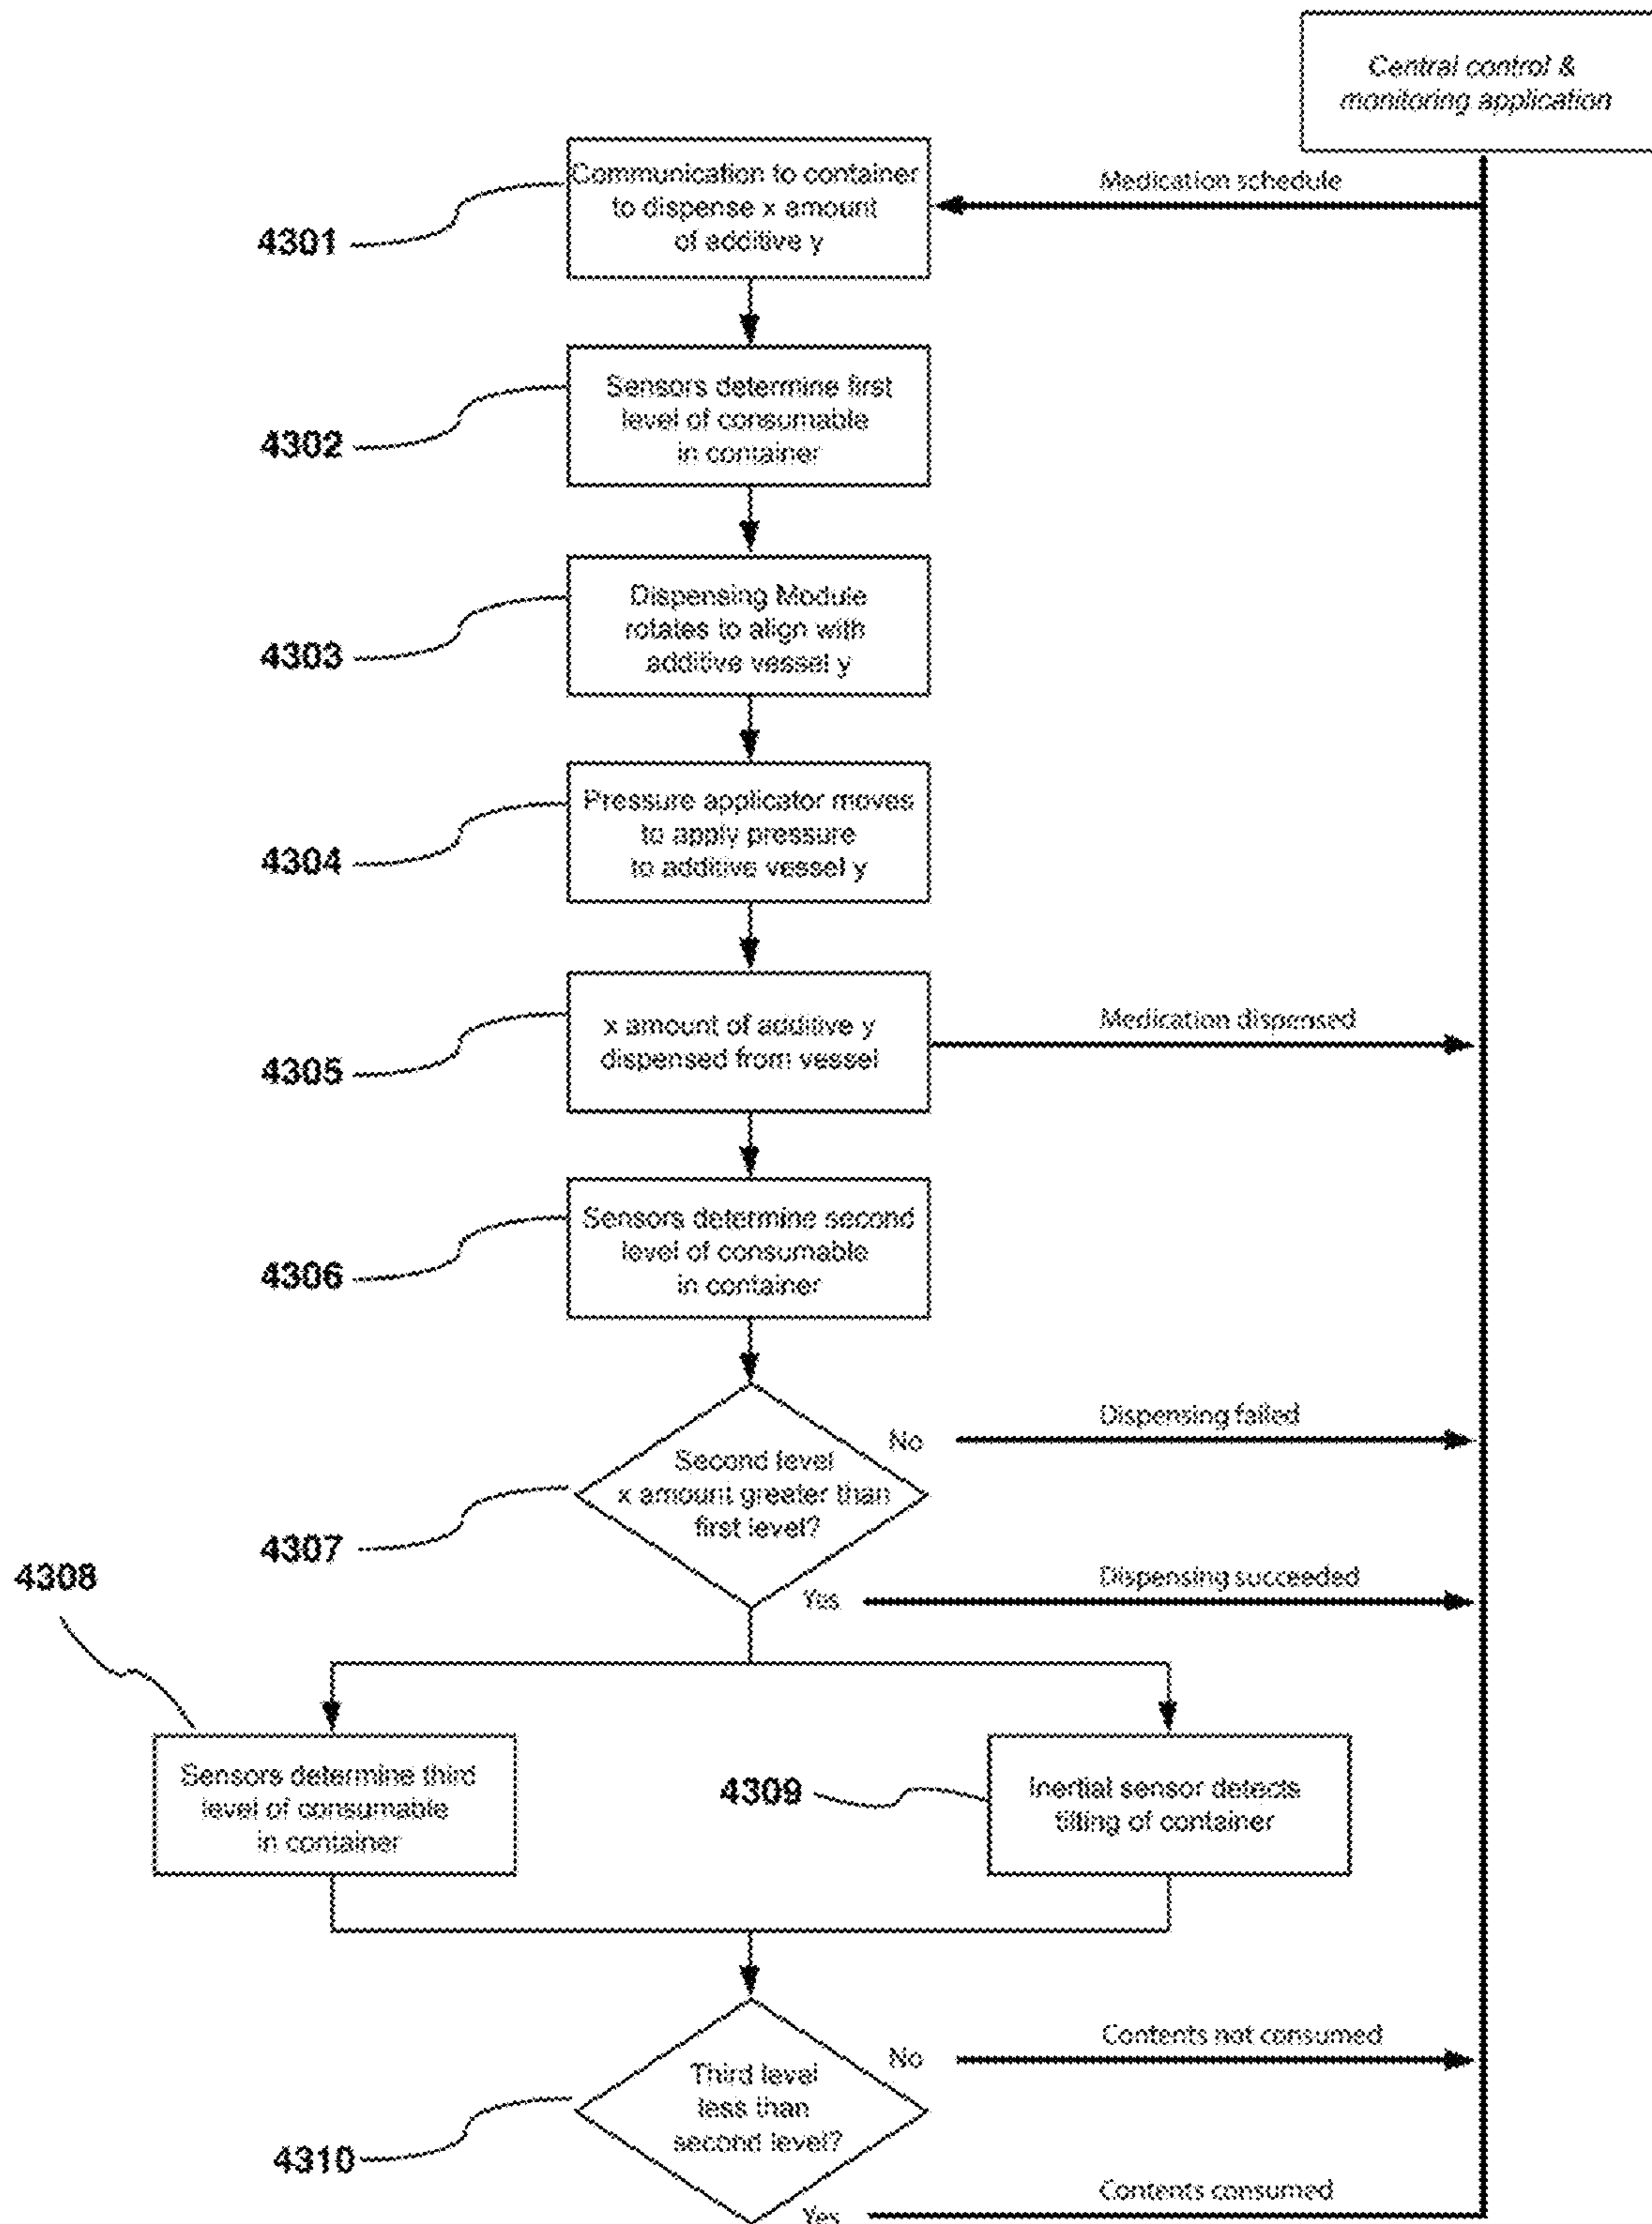 Central control &
monitoring application
Medication schedule
Communication to container
to dispense x amount
of additive y
4301
Sensors determine first
level of consumable
in container
4302
Dispensing Module
rotates to align with
additive vessel y
4303
Pressure applicator moves
to apply pressure
to additive vessel y
4304
x amount of additive y
dispensed from vessel
Medication dispensed
4305
Sensors determine second
level of consumable
in container
4306
Second level
x amount greater than
first level?
No
Dispensing failed
4307
Yes
Dispensing succeeded
4308
Sensors determine third
level of consumable
in container
4309
Inertial sensor detects
tilting of container
Third level
less than
second level?
No
Contents not consumed
4310
Yes
Contents consumed